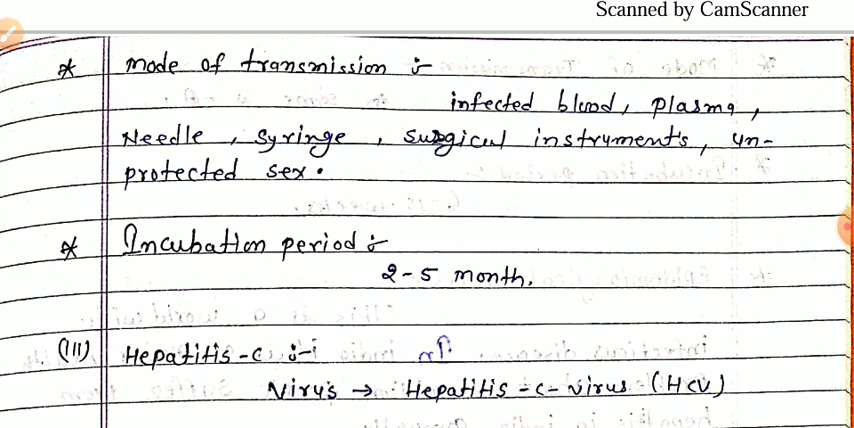 Scanned by CamScanner
* mode of transmission :-
infected blood, plasma,
Needle, Syringe, surgical instruments, un-
protected sex.
* Incubation period :-
2-5 month.
(III) Hepatitis -c :-
Virus → Hepatitis -c- virus (HCV)